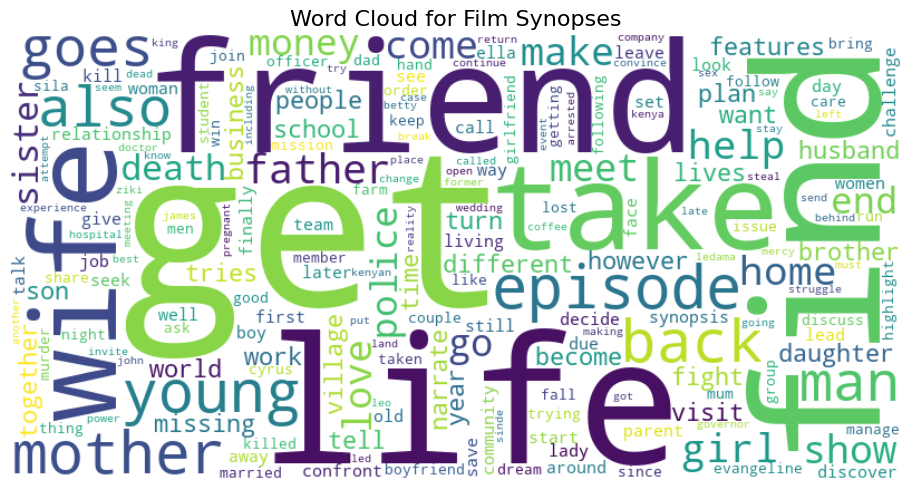 Word Cloud for Film Synopses
goes
king
kill
dead
seem
woman
sila
officer
join
money
try
dad
hand
return
continue
come
see
order
ella
company
convince
make
leave
features
look
bring
friend
also
sister
student
win
business
including
without
betty
case
people
keep
call
girlfriend
getting
event
arrested
following
set
kenya
sex
follow
plan
say
day
care
left
challenge
relationship
doctor
school
mission
break
way
want
stay
help
husband
wife
attempt
know
death
father
place
called
meet
face
lives
steal
women
find
ziki
experience
give
hospital
meeting
james
men
best
pregnant
finally
farm
change
open
former
wedding
get
take
turn
lost
coffee
living
late
send
behind
run
end
job
talk
share
seek
tries
team
member
later
kenyan
reality
time
police
like
different
however
issue
ledama
mercy
must
brother
son
another
together
night
murder
well
ask
good
boy
first
couple
put
still
episode
decide
home
synopsis
struggle
going
discuss
highlight
invite
john
thing
power
world
work
cyrus
village
love
land
leo
go
year
narrate
due
making
become
back
lead
group
daughter
man
young
missing
killed
away
married
mother
tell
led
confront
taken
old
life
boyfriend
save
sinde
community
trying
start
dream
fall
lady
around
got
since
mum
fight
visit
parent
governor
girl
evangeline
show
manage
discover